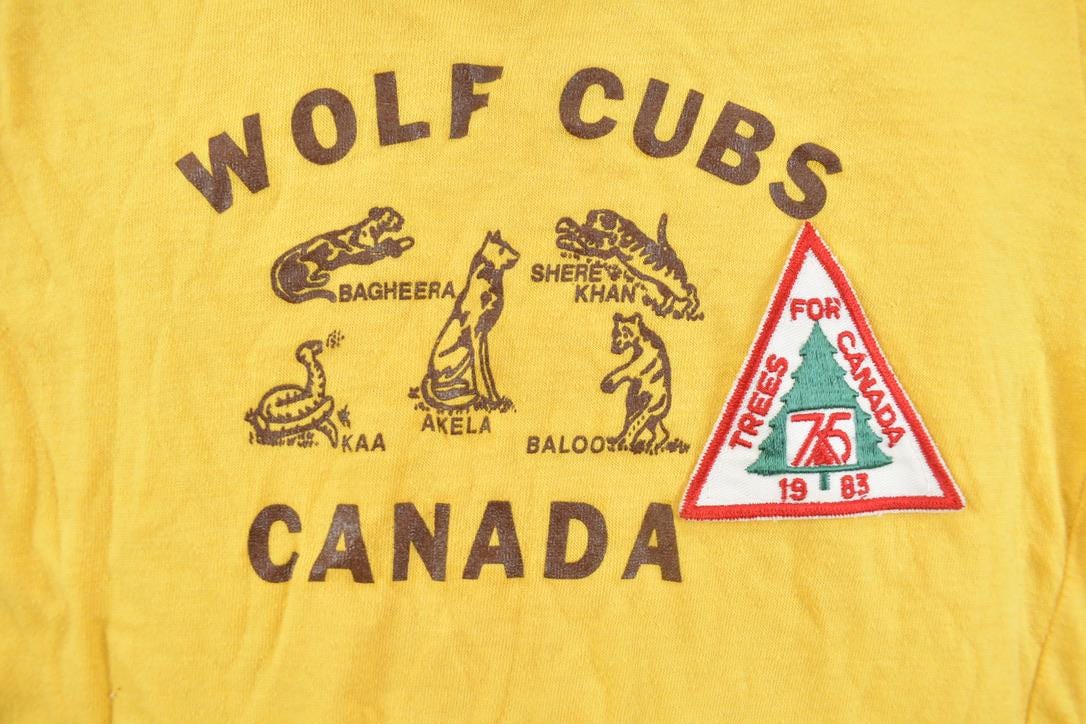 WOLF CUBS
BAGHEERA
SHERE
KHAN
KAA
AKELA
BALOO
CANADA
TREES FOR CANADA
75
19 83